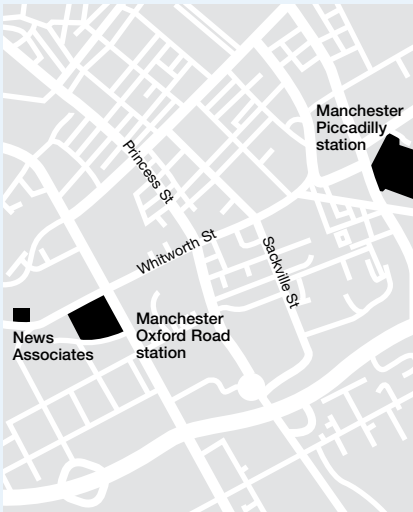 Manchester
Piccadilly
station
Princess St
Whitworth St
Sackville St
Manchester
Oxford Road
station
News
Associates